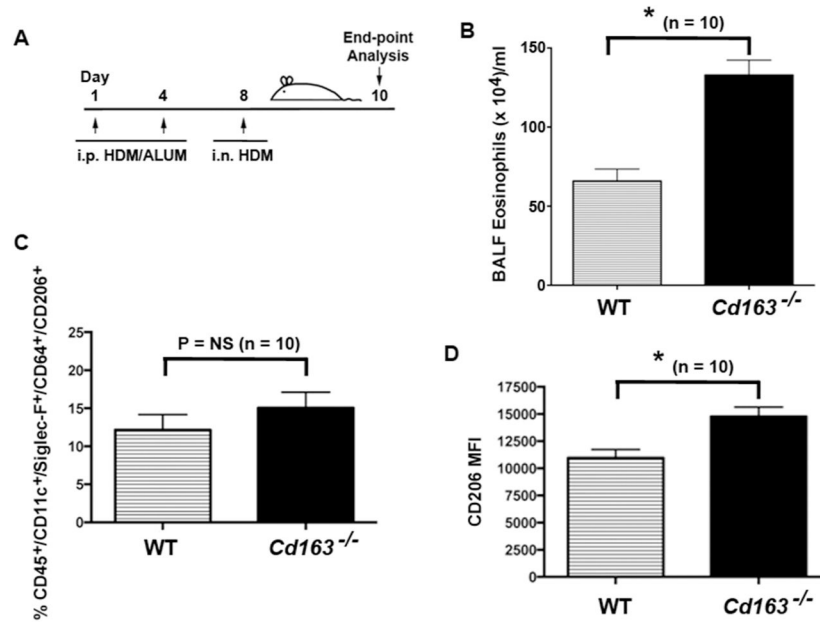 A
End-point
Analysis
Day
1 4 8 10
i.p. HDM/ALUM i.n. HDM
B
* (n = 10)
BALF Eosinophils (x 10⁴)/ml
150
100
50
0
WT Cd163⁻/⁻
C
% CD45⁺/CD11c⁺/Siglec-F⁺/CD64⁺/CD206⁺
P = NS (n = 10)
25
20
15
10
5
0
WT Cd163⁻/⁻
D
* (n = 10)
CD206 MFI
17500
15000
12500
10000
7500
5000
2500
0
WT Cd163⁻/⁻